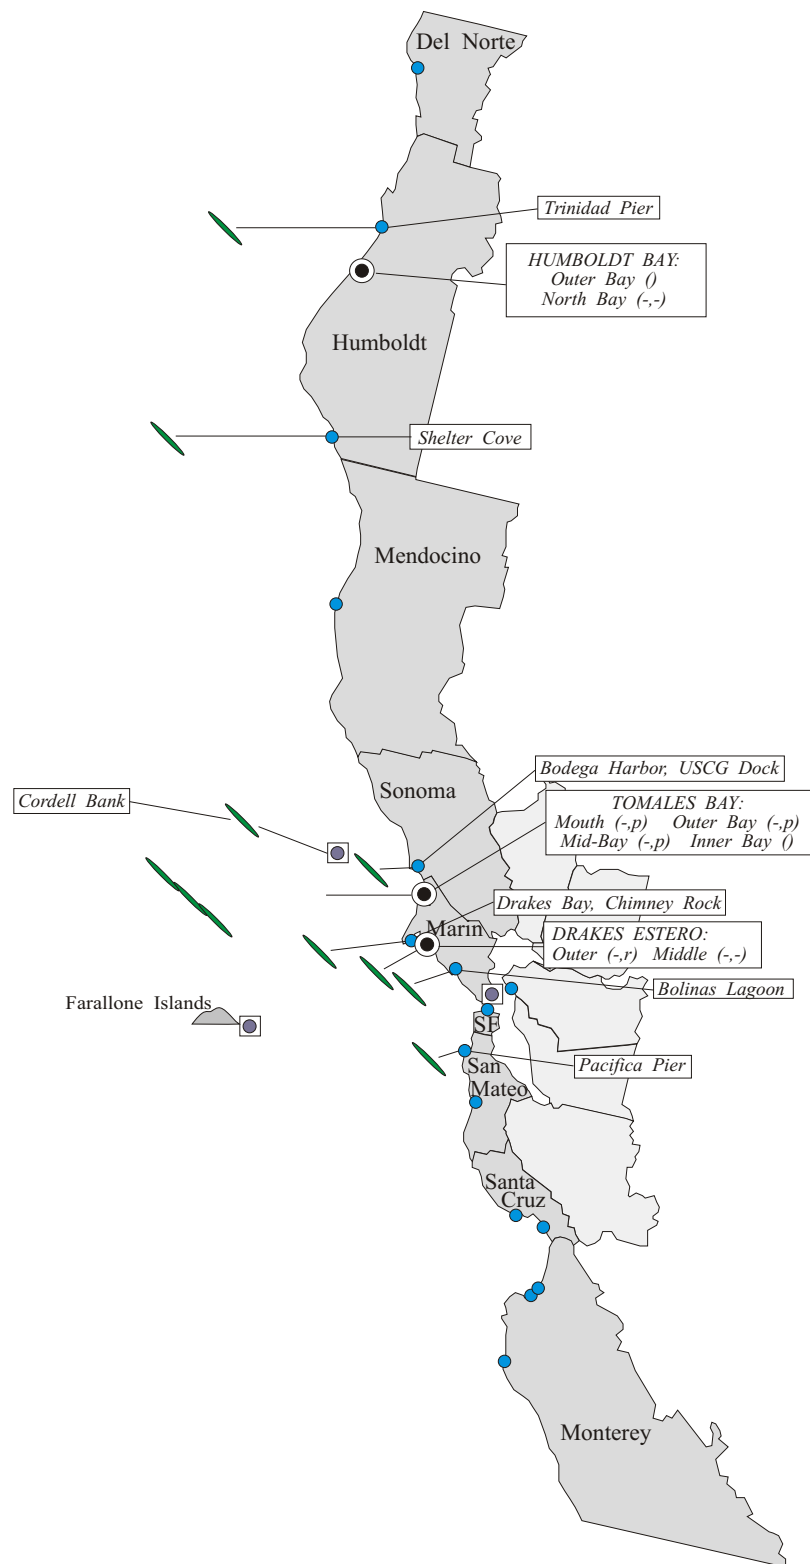 Del Norte
Trinidad Pier
HUMBOLDT BAY:
Outer Bay ()
North Bay (-,-)
Humboldt
Shelter Cove
Mendocino
Bodega Harbor, USCG Dock
Sonoma
Cordell Bank
TOMALES BAY:
Mouth (-,p) Outer Bay (-,p)
Mid-Bay (-,p) Inner Bay ()
Drakes Bay, Chimney Rock
Marin
DRAKES ESTERO:
Outer (-,r) Middle (-,-)
Bolinas Lagoon
Farallone Islands
SF
San
Mateo
Pacifica Pier
Santa
Cruz
Monterey